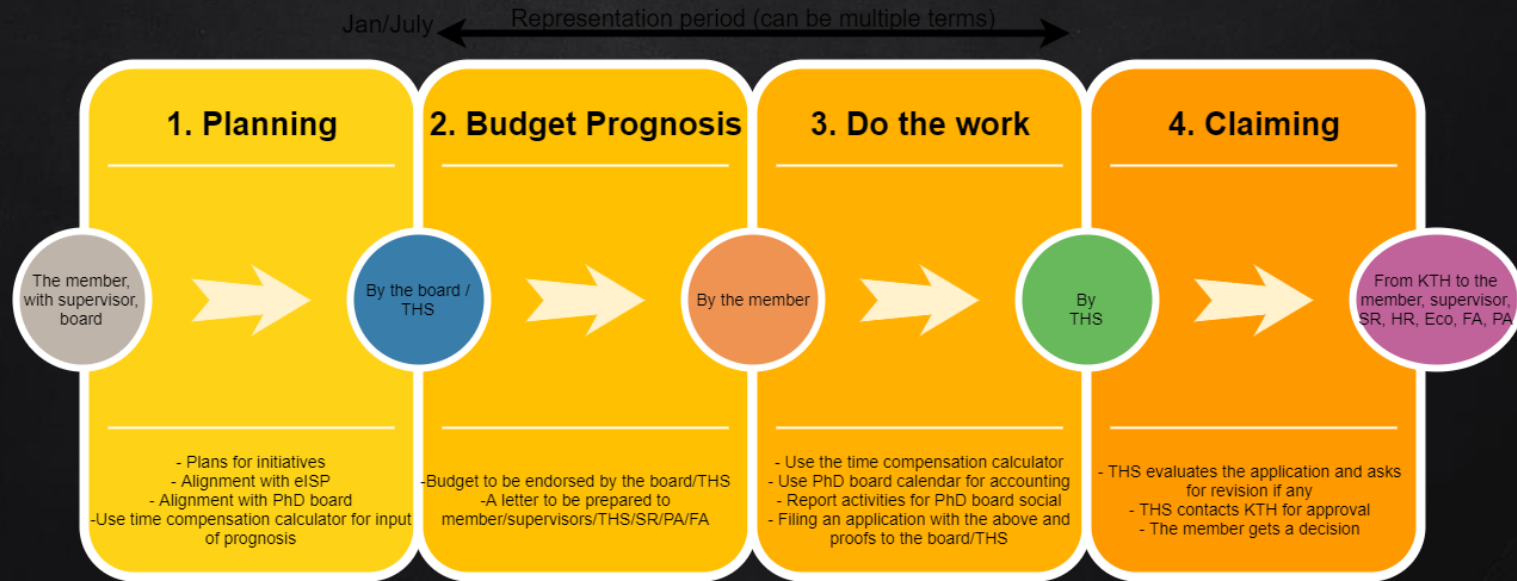 Jan/July
Representation period (can be multiple terms)
1. Planning
2. Budget Prognosis
3. Do the work
4. Claiming
The member,
with supervisor,
board
By the board /
THS
By the member
By
THS
From KTH to the
member, supervisor,
SR, HR, Eco, FA, PA
- Plans for initiatives
- Alignment with eISP
- Alignment with PhD board
-Use time compensation calculator for input
of prognosis
-Budget to be endorsed by the board/THS
-A letter to be prepared to
member/supervisors/THS/SR/PA/FA
- Use the time compensation calculator
- Use PhD board calendar for accounting
- Report activities for PhD board social
- Filing an application with the above and
proofs to the board/THS
- THS evaluates the application and asks
for revision if any
- THS contacts KTH for approval
- The member gets a decision